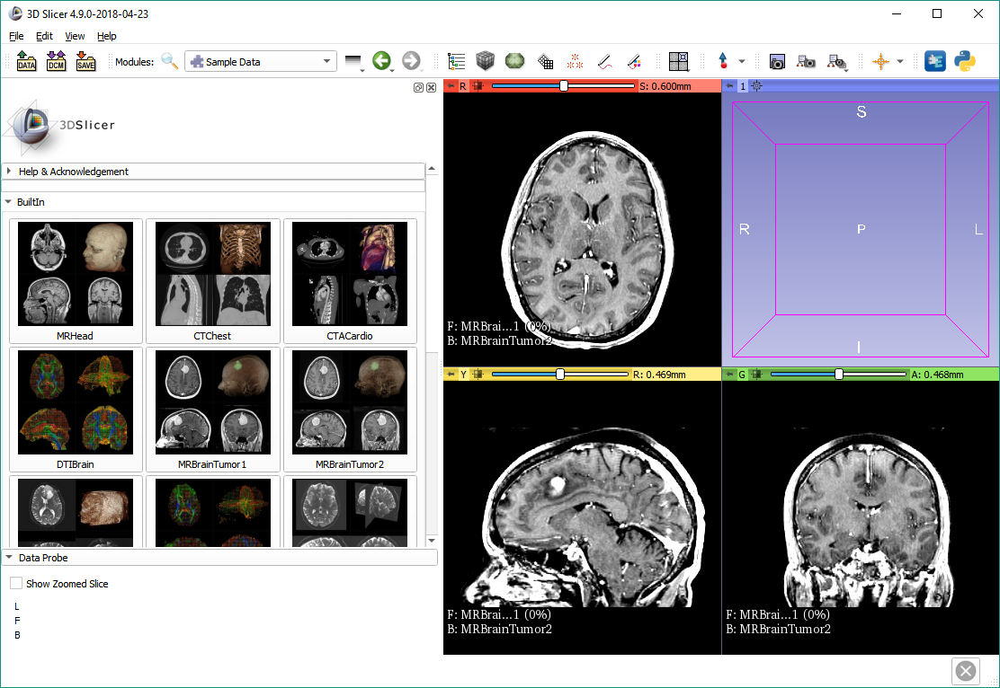 3D Slicer 4.9.0-2018-04-23
File Edit View Help
DATA DCM SAVE Modules: Sample Data
3DSlicer
Help & Acknowledgement
BuiltIn
MRHead CTChest CTACardio
DTIBrain MRBrainTumor1 MRBrainTumor2
Data Probe
Show Zoomed Slice
L
F
B
R S: 0.600mm
F: MRBrai...1 (0%)
B: MRBrainTumor2
1
S
R P L
I
Y R: 0.469mm
F: MRBrai...1 (0%)
B: MRBrainTumor2
G A: 0.468mm
F: MRBrai...1 (0%)
B: MRBrainTumor2